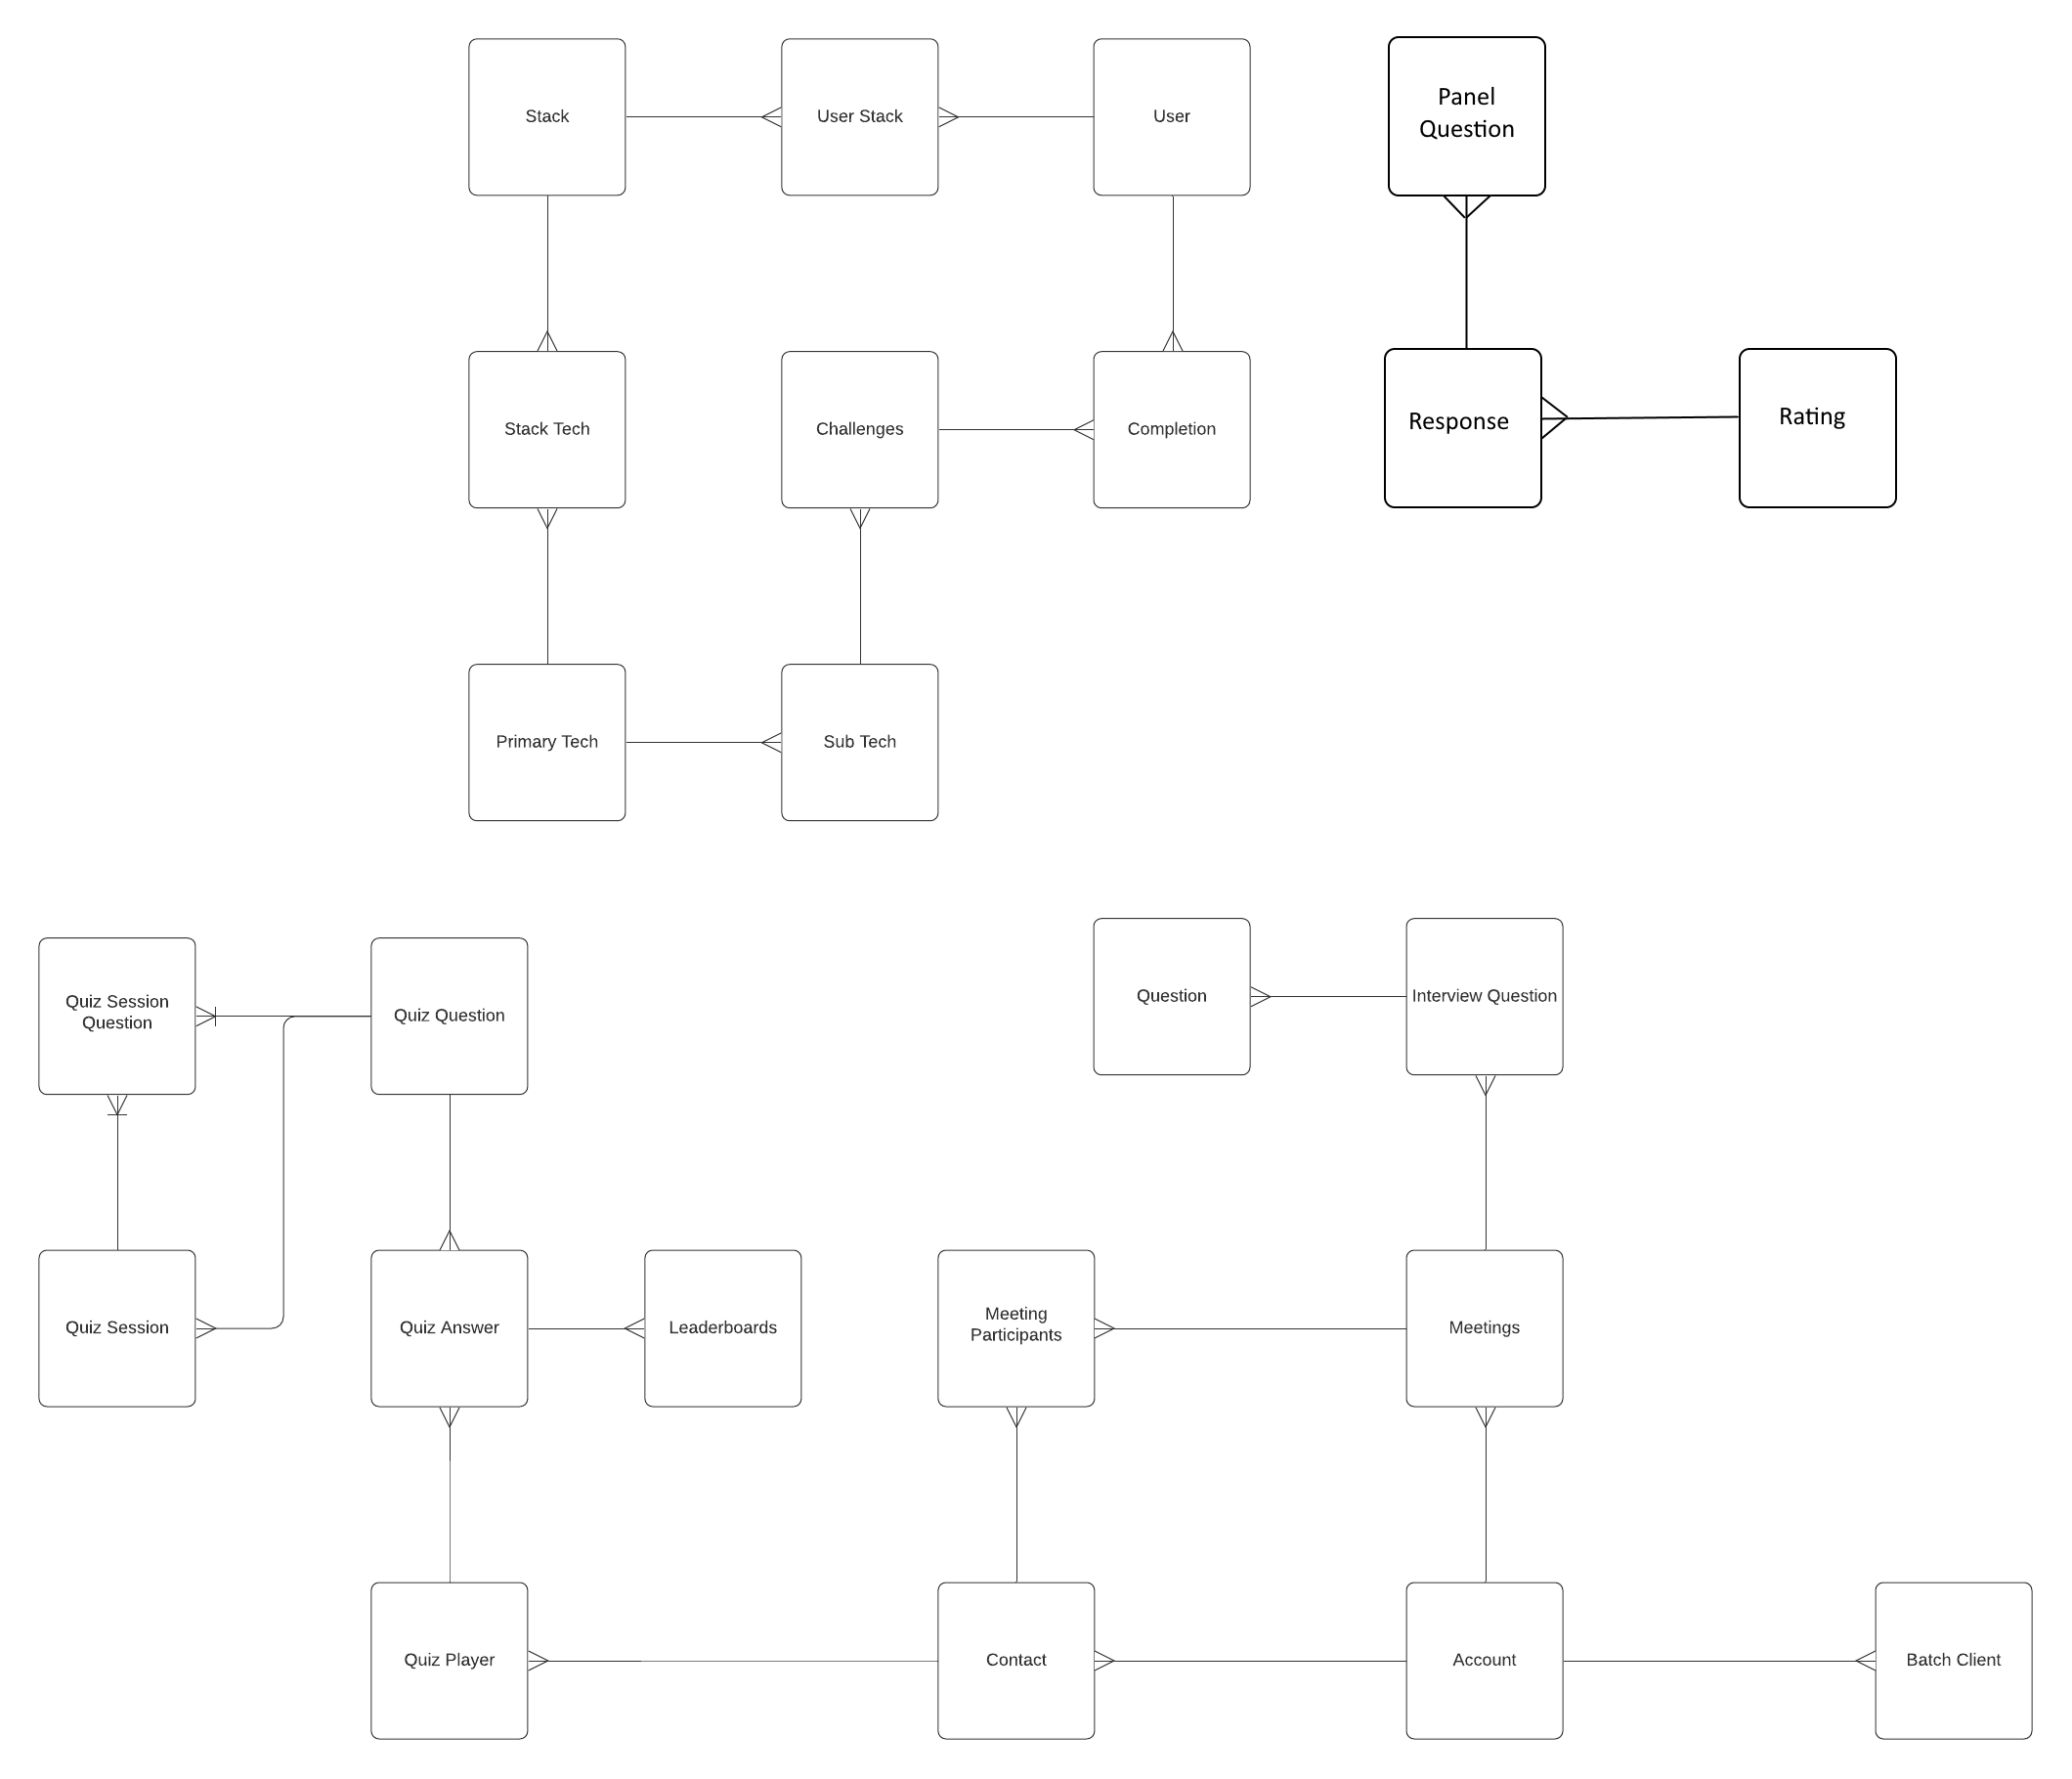 Stack
User Stack
User
Panel
Question
Stack Tech
Challenges
Completion
Response
Rating
Primary Tech
Sub Tech
Quiz Session
Question
Quiz Question
Question
Interview Question
Quiz Session
Quiz Answer
Leaderboards
Meeting
Participants
Meetings
Quiz Player
Contact
Account
Batch Client